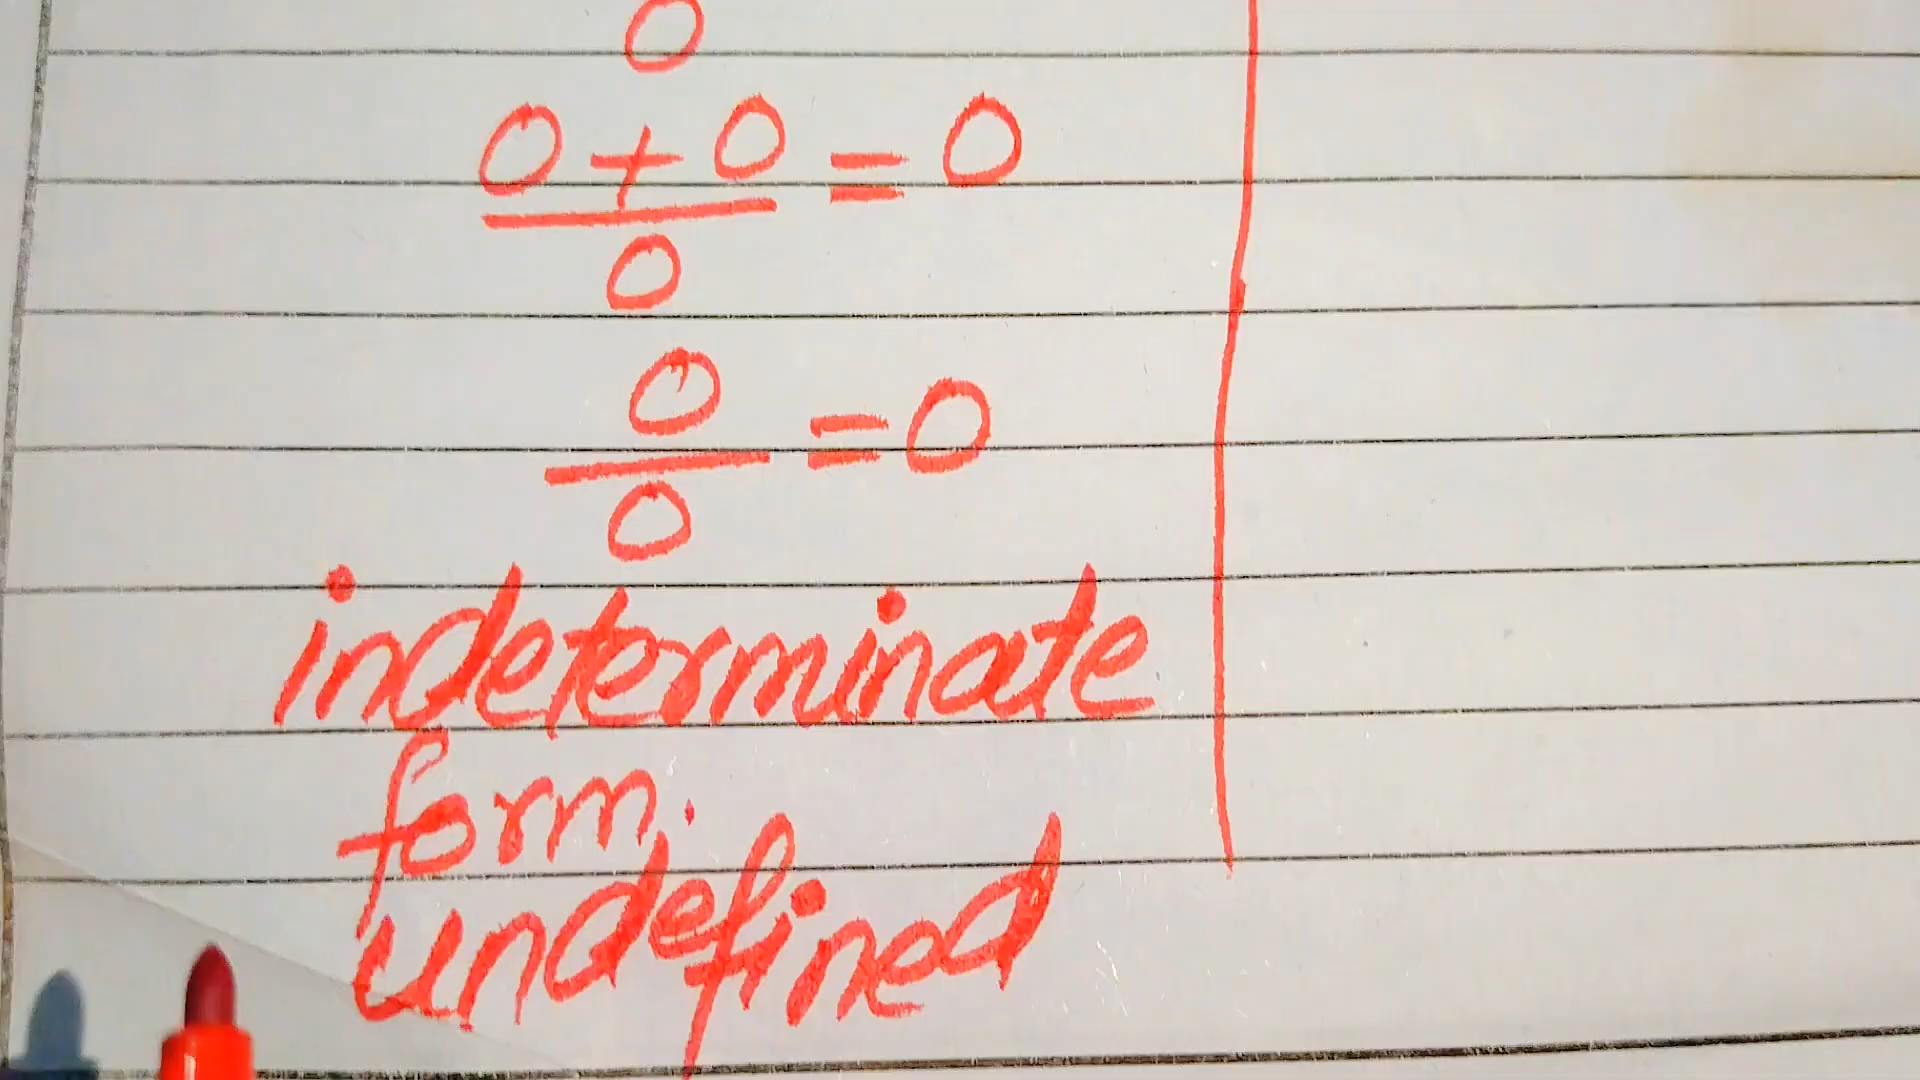 0
0 + 0 = 0
0
0 = 0
0
indeterminate
form.
undefined